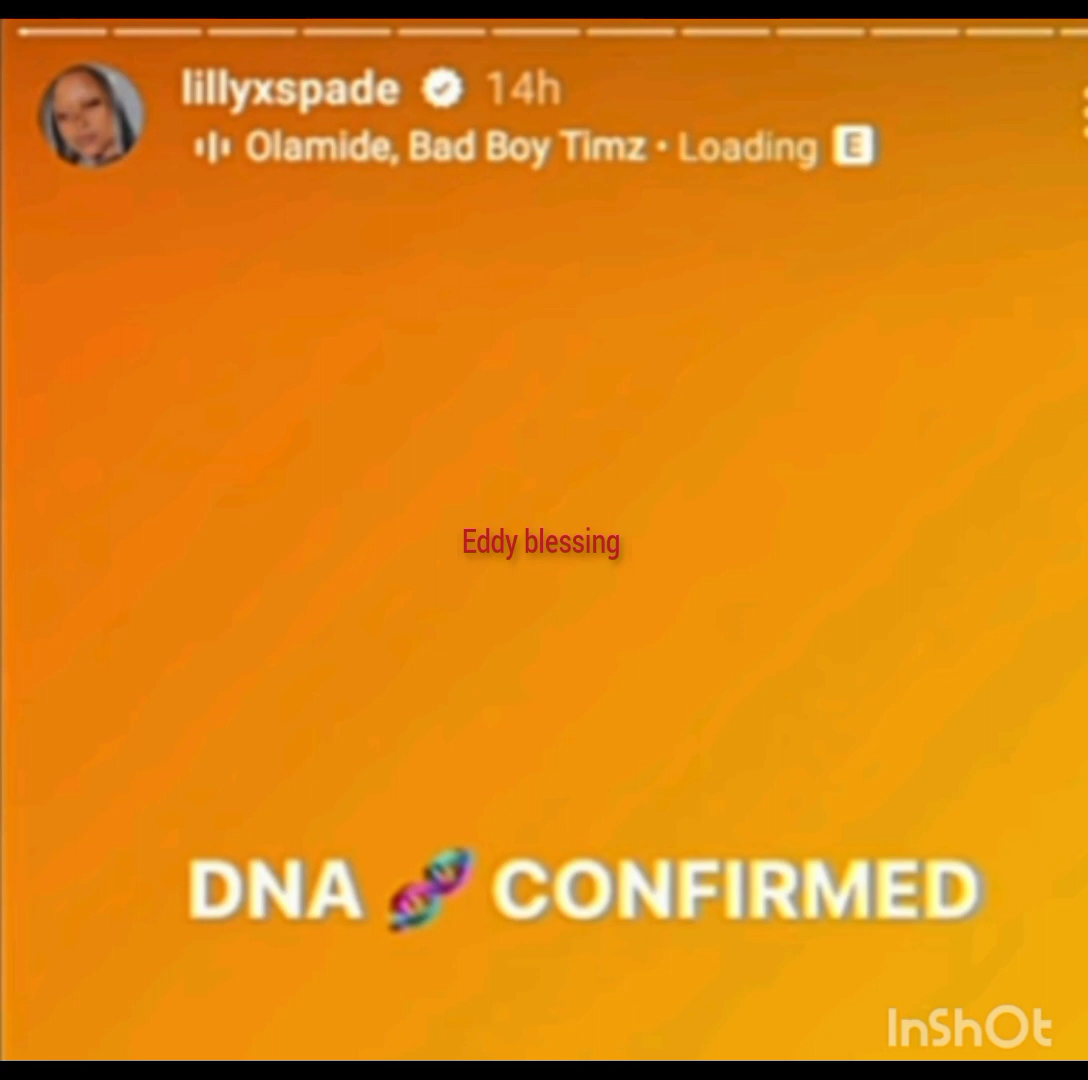 lillyxspade 14h
Olamide, Bad Boy Timz • Loading E
Eddy blessing
DNA 🧬 CONFIRMED
InShOt